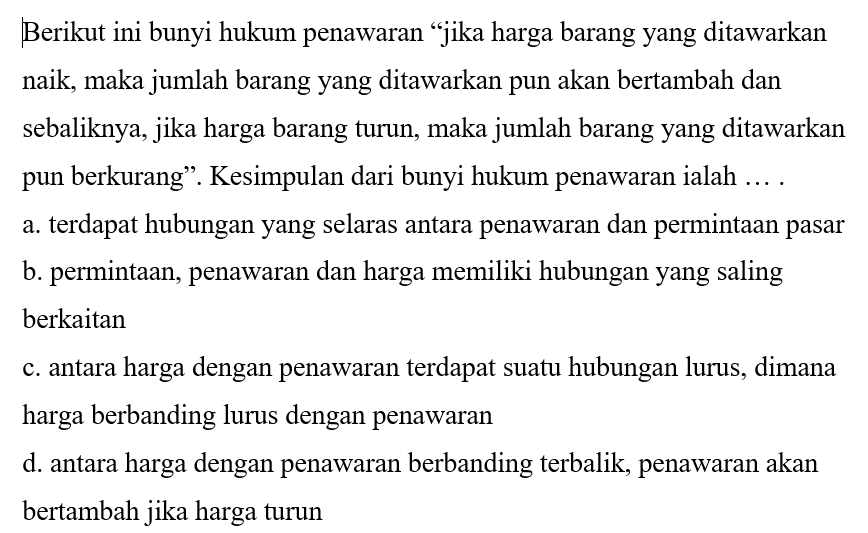 Berikut ini bunyi hukum penawaran “jika harga barang yang ditawarkan
naik, maka jumlah barang yang ditawarkan pun akan bertambah dan
sebaliknya, jika harga barang turun, maka jumlah barang yang ditawarkan
pun berkurang”. Kesimpulan dari bunyi hukum penawaran ialah … .
a. terdapat hubungan yang selaras antara penawaran dan permintaan pasar
b. permintaan, penawaran dan harga memiliki hubungan yang saling
berkaitan
c. antara harga dengan penawaran terdapat suatu hubungan lurus, dimana
harga berbanding lurus dengan penawaran
d. antara harga dengan penawaran berbanding terbalik, penawaran akan
bertambah jika harga turun